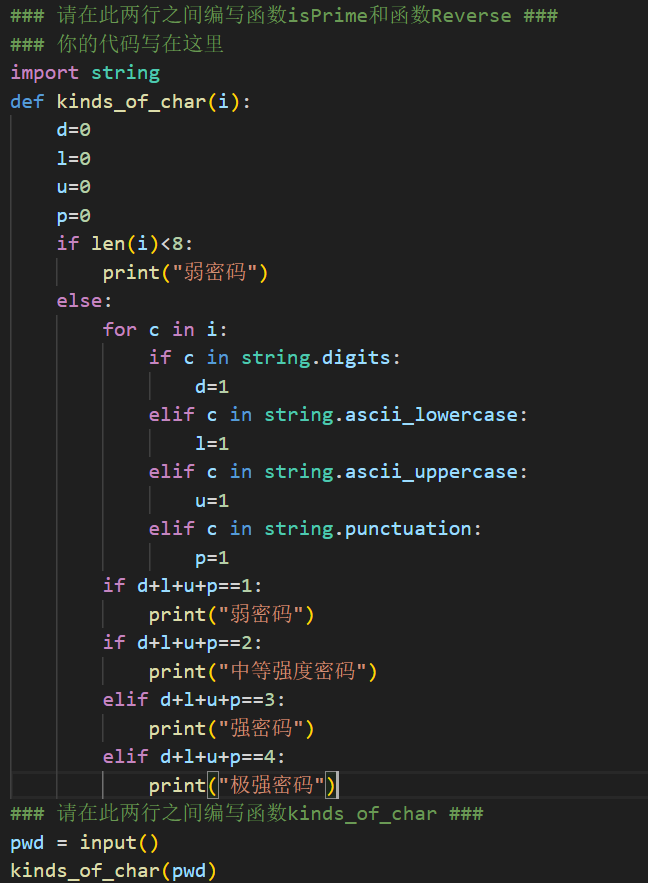 ### 请在此两行之间编写函数isPrime和函数Reverse ###
### 你的代码写在这里
import string
def kinds_of_char(i):
    d=0
    l=0
    u=0
    p=0
    if len(i)<8:
        print("弱密码")
    else:
        for c in i:
            if c in string.digits:
                d=1
            elif c in string.ascii_lowercase:
                l=1
            elif c in string.ascii_uppercase:
                u=1
            elif c in string.punctuation:
                p=1
        if d+l+u+p==1:
            print("弱密码")
        if d+l+u+p==2:
            print("中等强度密码")
        elif d+l+u+p==3:
            print("强密码")
        elif d+l+u+p==4:
            print("极强密码")
### 请在此两行之间编写函数kinds_of_char ###
pwd = input()
kinds_of_char(pwd)